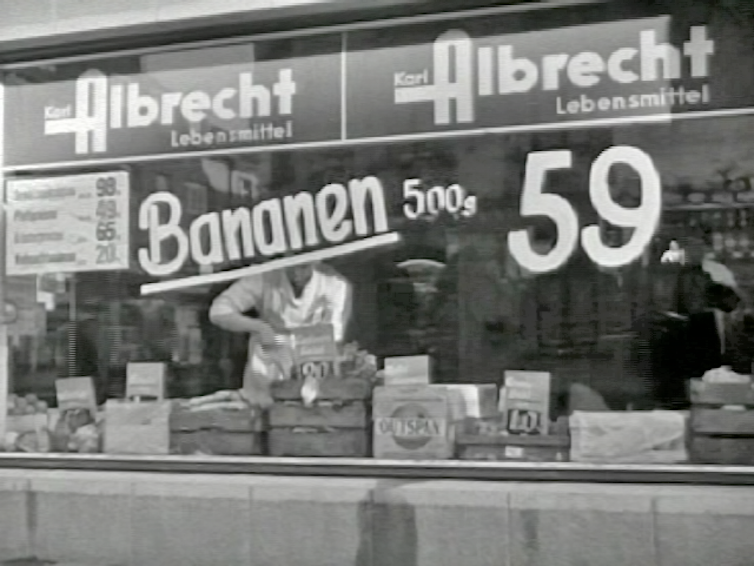 Karl Albrecht
Lebensmittel
Karl Albrecht
Lebensmittel
98
49
65
20
Bananen 500g 59
OUTSPAN